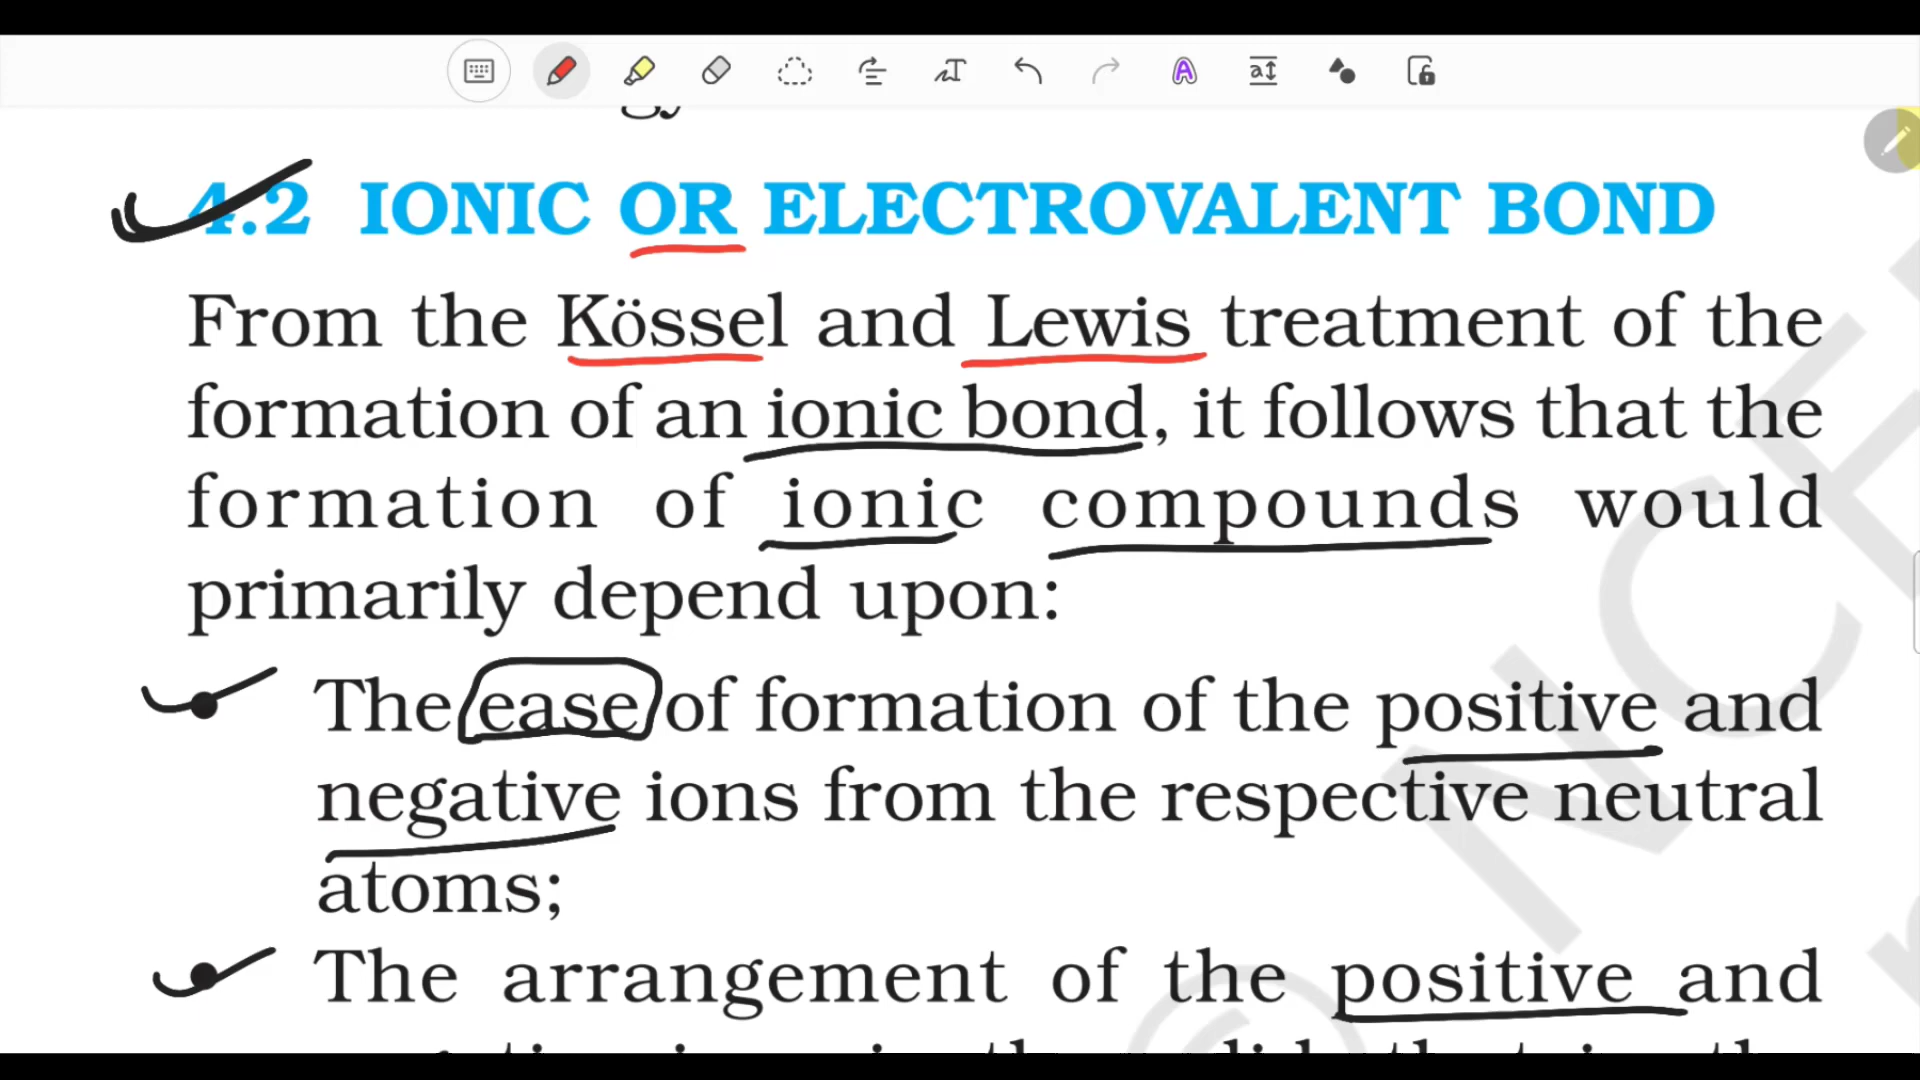 4.2 IONIC OR ELECTROVALENT BOND
From the Kössel and Lewis treatment of the
formation of an ionic bond, it follows that the
formation of ionic compounds would
primarily depend upon:
The ease of formation of the positive and
negative ions from the respective neutral
atoms;
The arrangement of the positive and